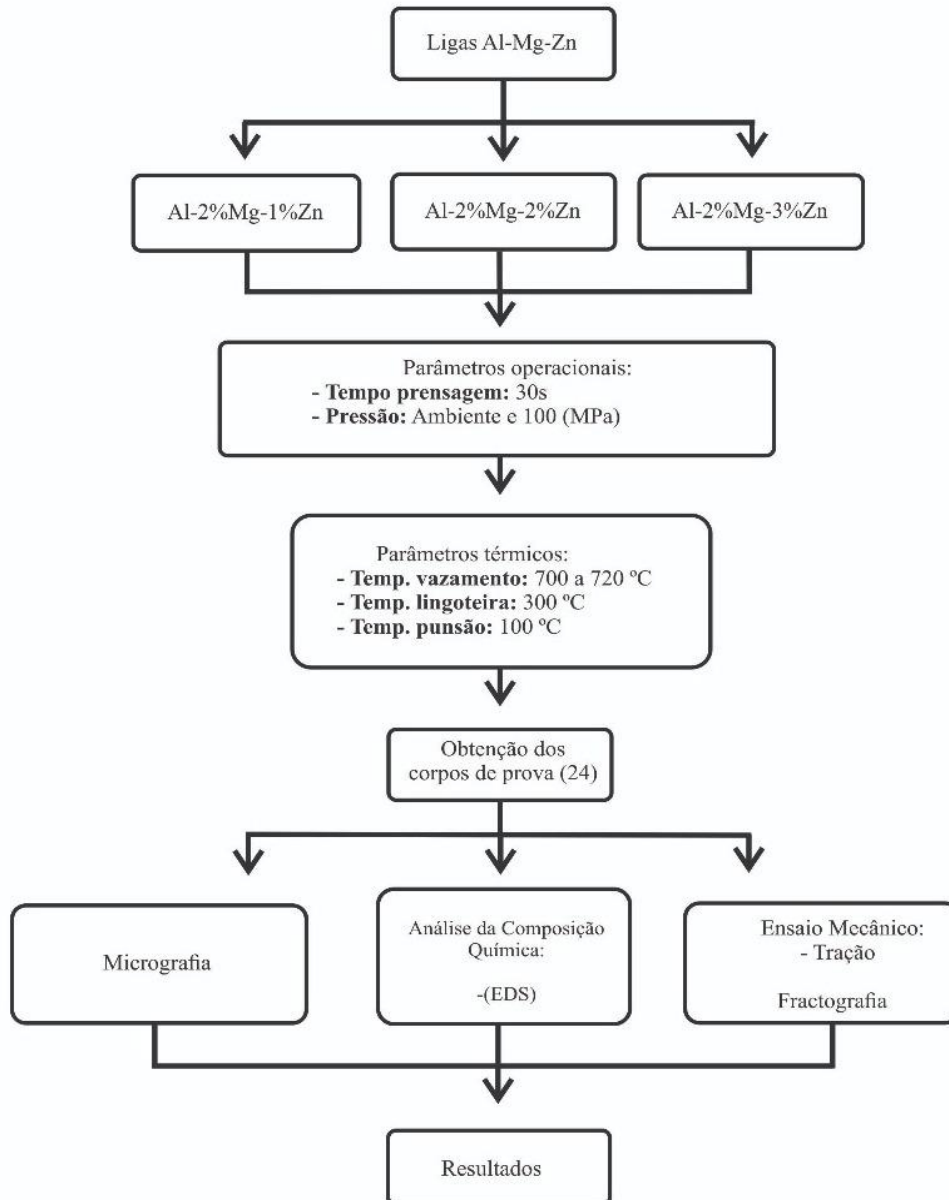 Ligas Al-Mg-Zn
Al-2%Mg-1%Zn
Al-2%Mg-2%Zn
Al-2%Mg-3%Zn
Parâmetros operacionais:
- Tempo prensagem: 30s
- Pressão: Ambiente e 100 (MPa)
Parâmetros térmicos:
- Temp. vazamento: 700 a 720 ºC
- Temp. lingoteira: 300 ºC
- Temp. punsão: 100 ºC
Obtenção dos
corpos de prova (24)
Micrografia
Análise da Composição
Química:
-(EDS)
Ensaio Mecânico:
- Tração
Fractografia
Resultados